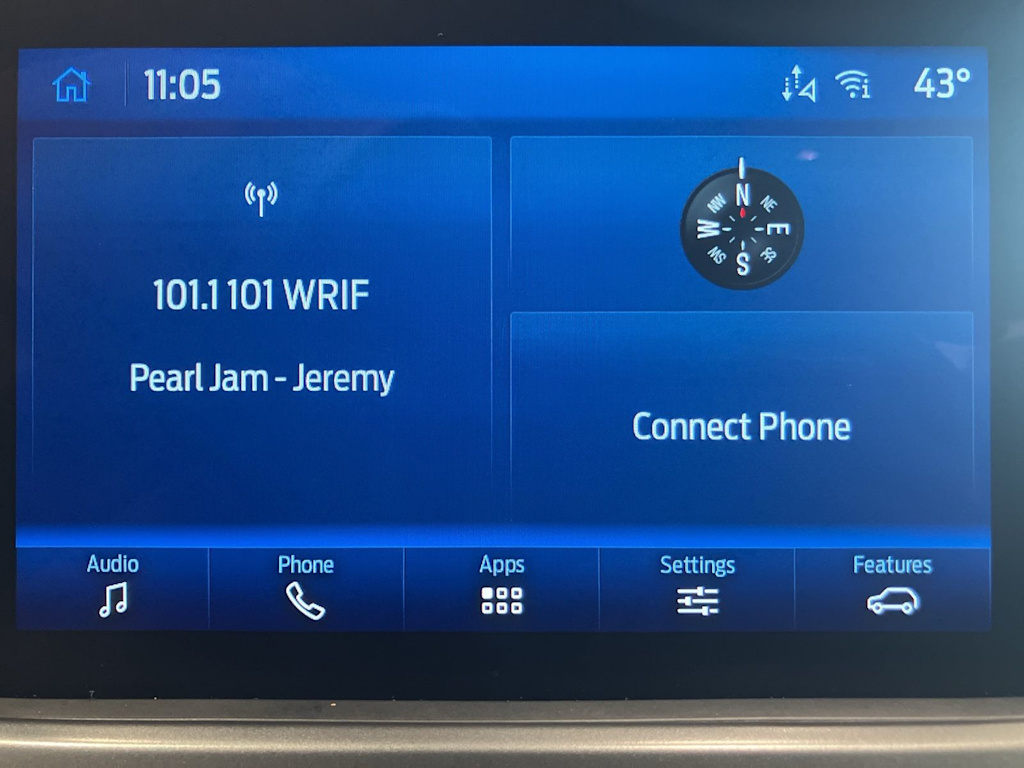 11:05
43°
101.1 101 WRIF
Pearl Jam - Jeremy
N
NE
E
SE
S
SW
W
NW
Connect Phone
Audio
Phone
Apps
Settings
Features